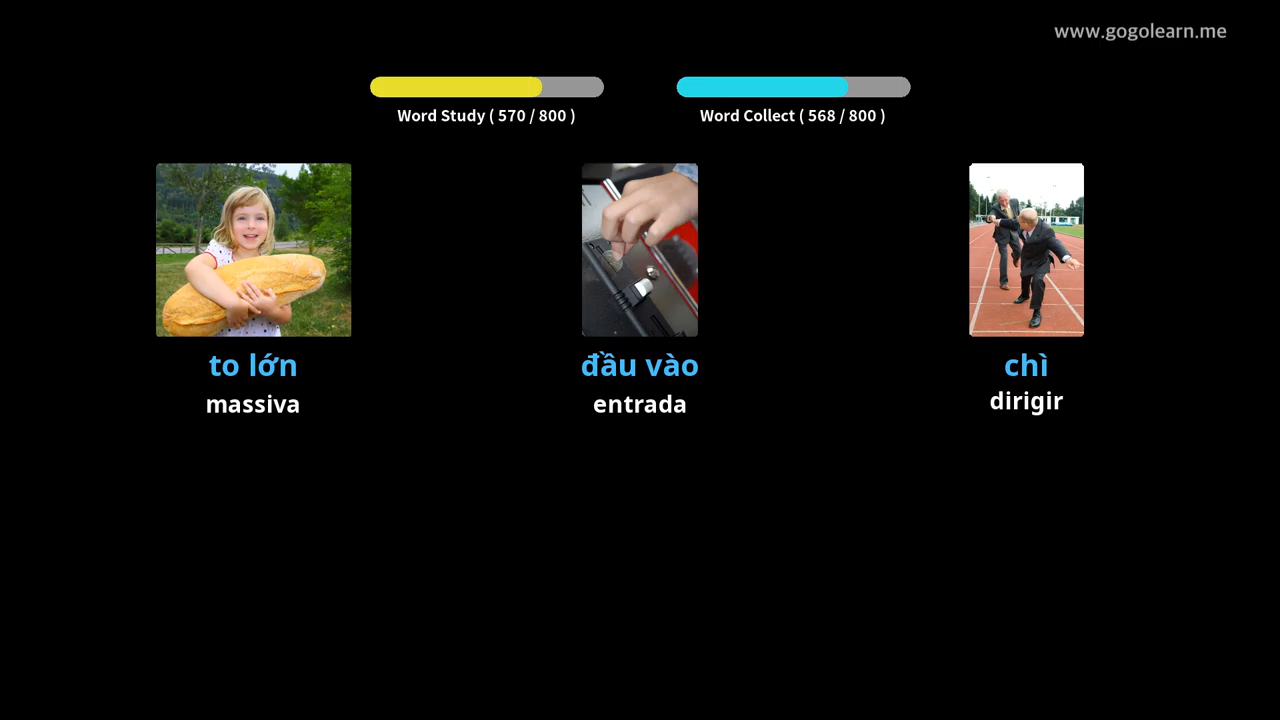 www.gogolearn.me
Word Study ( 570 / 800 )
Word Collect ( 568 / 800 )
to lớn
đầu vào
chì
massiva
entrada
dirigir